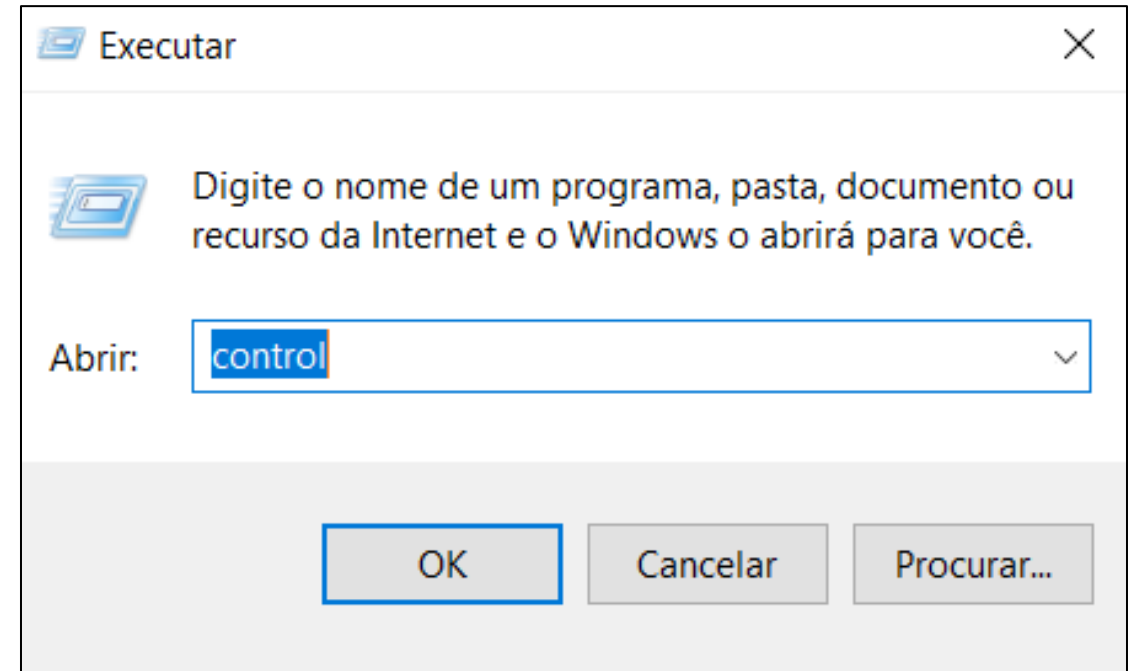 Executar
Digite o nome de um programa, pasta, documento ou
recurso da Internet e o Windows o abrirá para você.
Abrir: control
OK Cancelar Procurar...